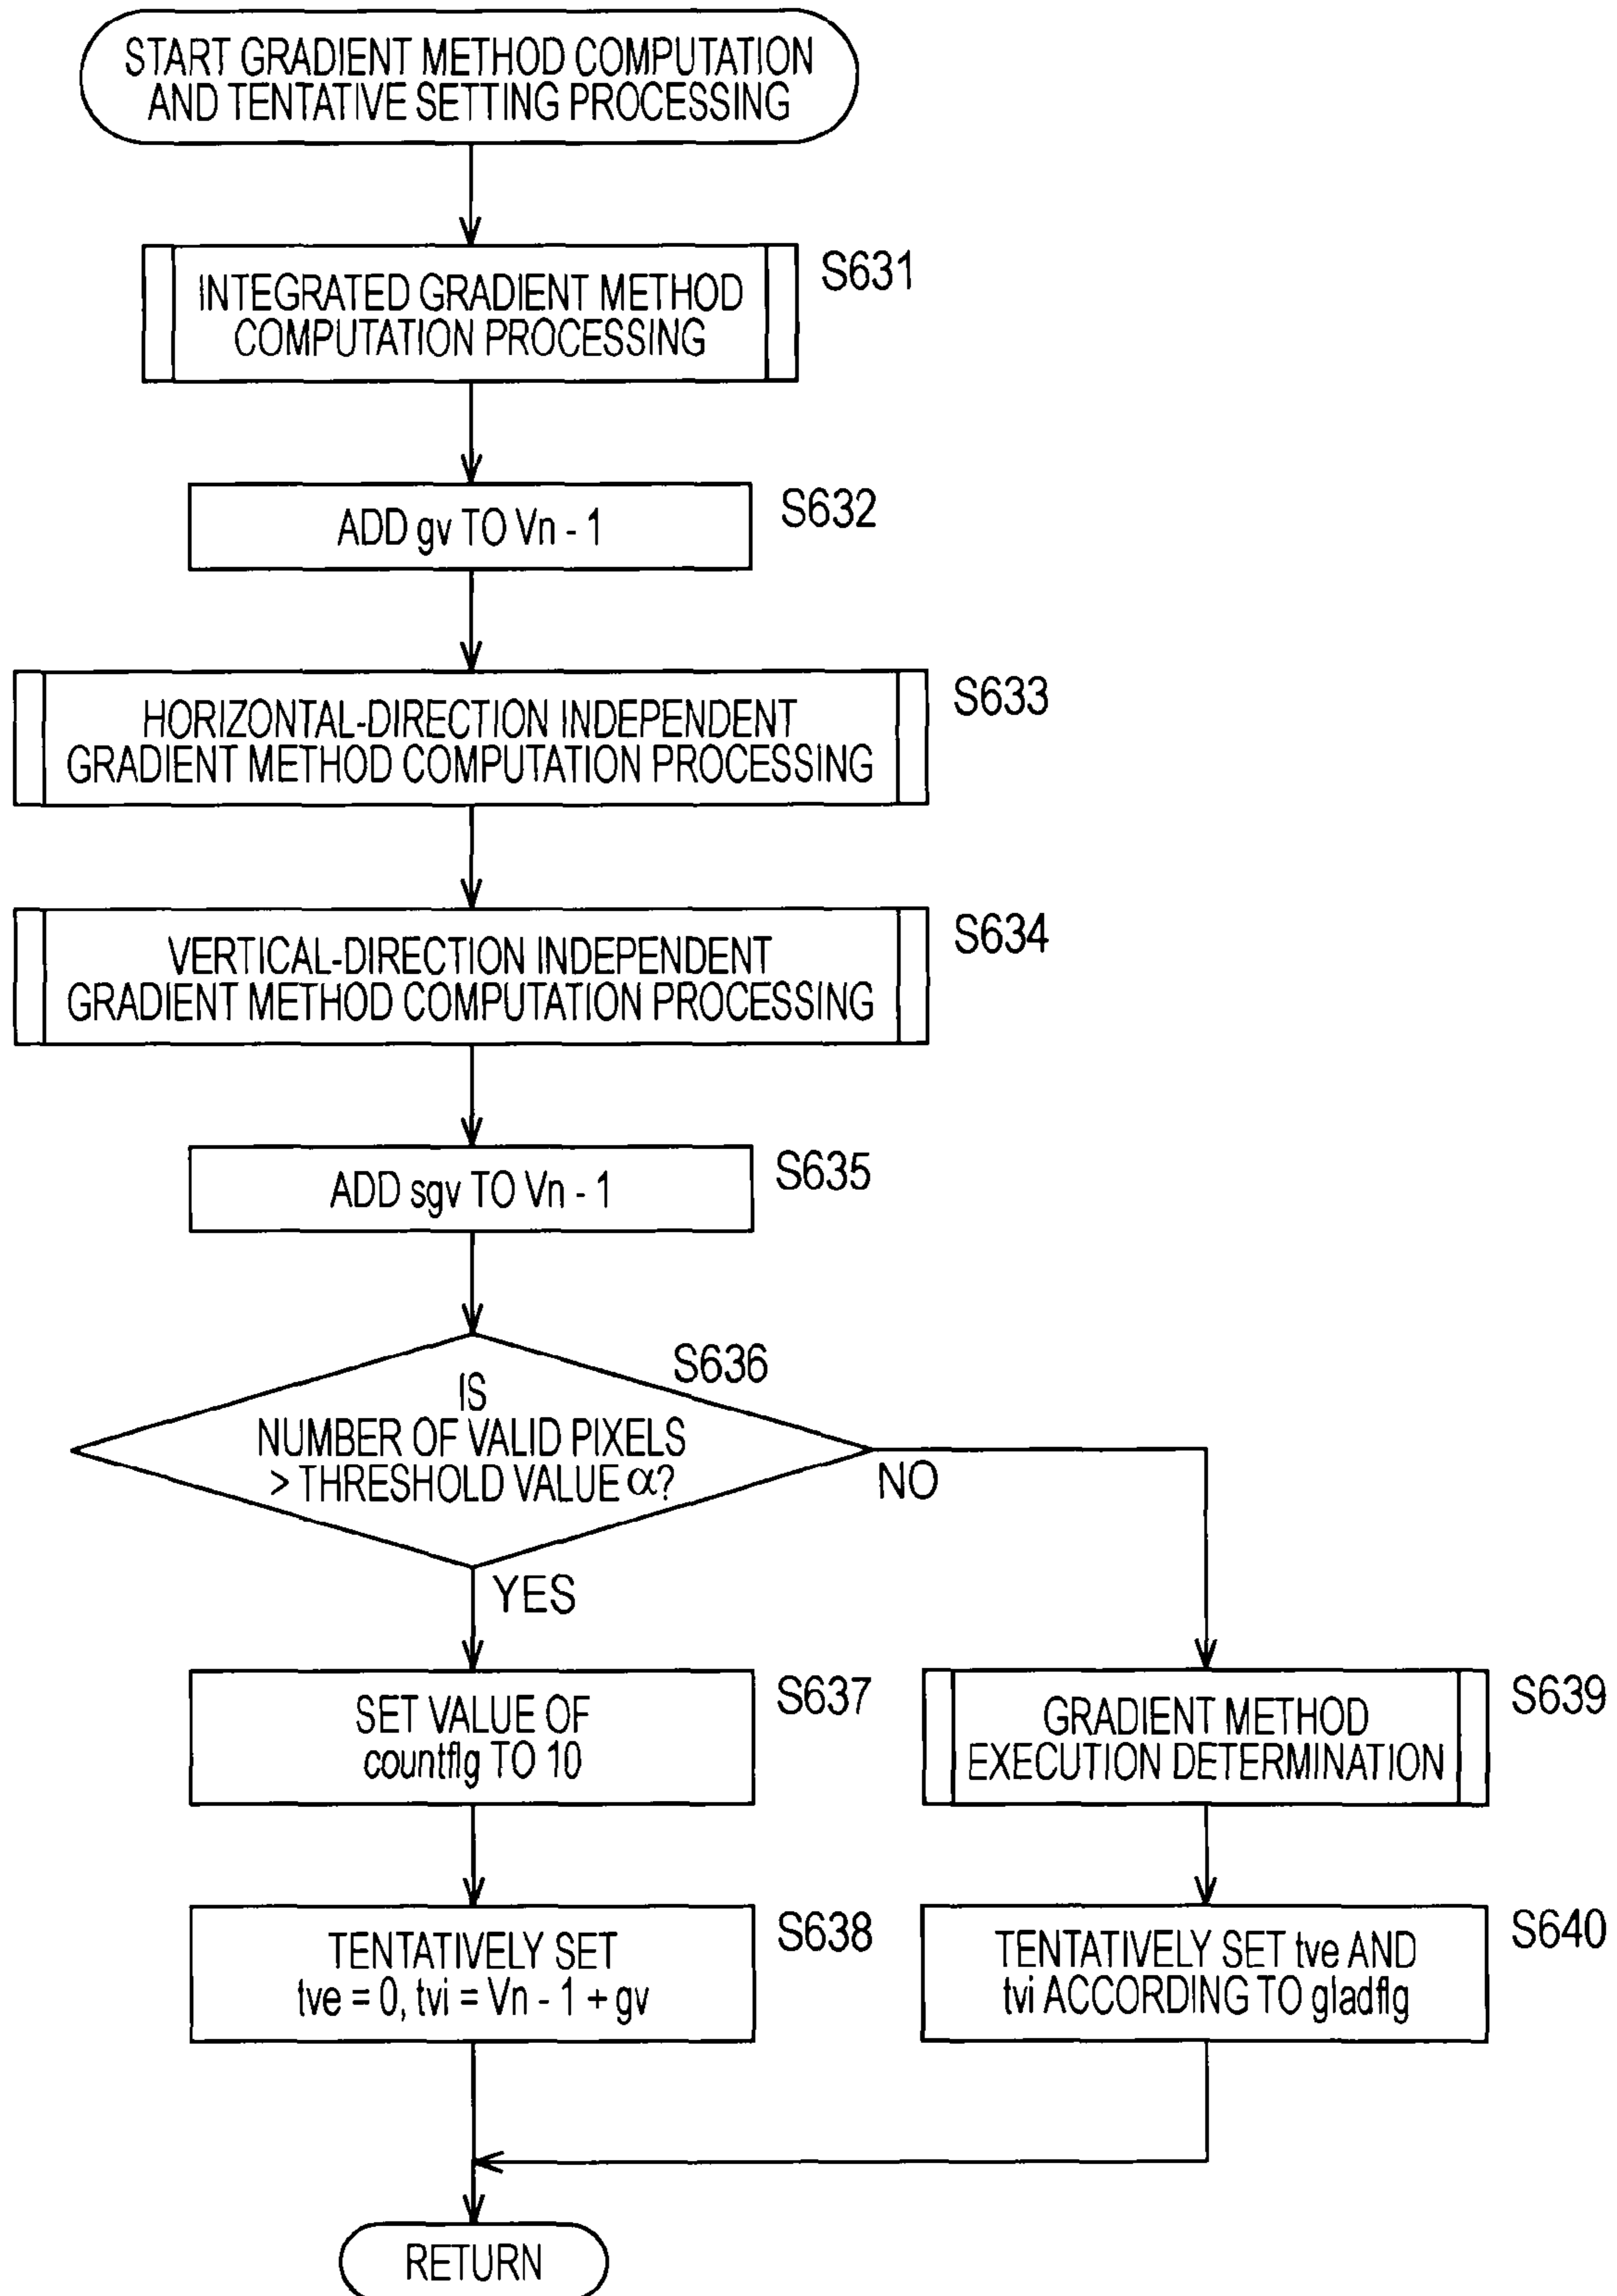 START GRADIENT METHOD COMPUTATION
AND TENTATIVE SETTING PROCESSING
INTEGRATED GRADIENT METHOD
COMPUTATION PROCESSING
S631
ADD gv TO Vn - 1
S632
HORIZONTAL-DIRECTION INDEPENDENT
GRADIENT METHOD COMPUTATION PROCESSING
S633
VERTICAL-DIRECTION INDEPENDENT
GRADIENT METHOD COMPUTATION PROCESSING
S634
ADD sgv TO Vn - 1
S635
S636
IS
NUMBER OF VALID PIXELS
> THRESHOLD VALUE α?
NO
YES
SET VALUE OF
countflg TO 10
S637
GRADIENT METHOD
EXECUTION DETERMINATION
S639
TENTATIVELY SET
tve = 0, tvi = Vn - 1 + gv
S638
TENTATIVELY SET tve AND
tvi ACCORDING TO gladflg
S640
RETURN